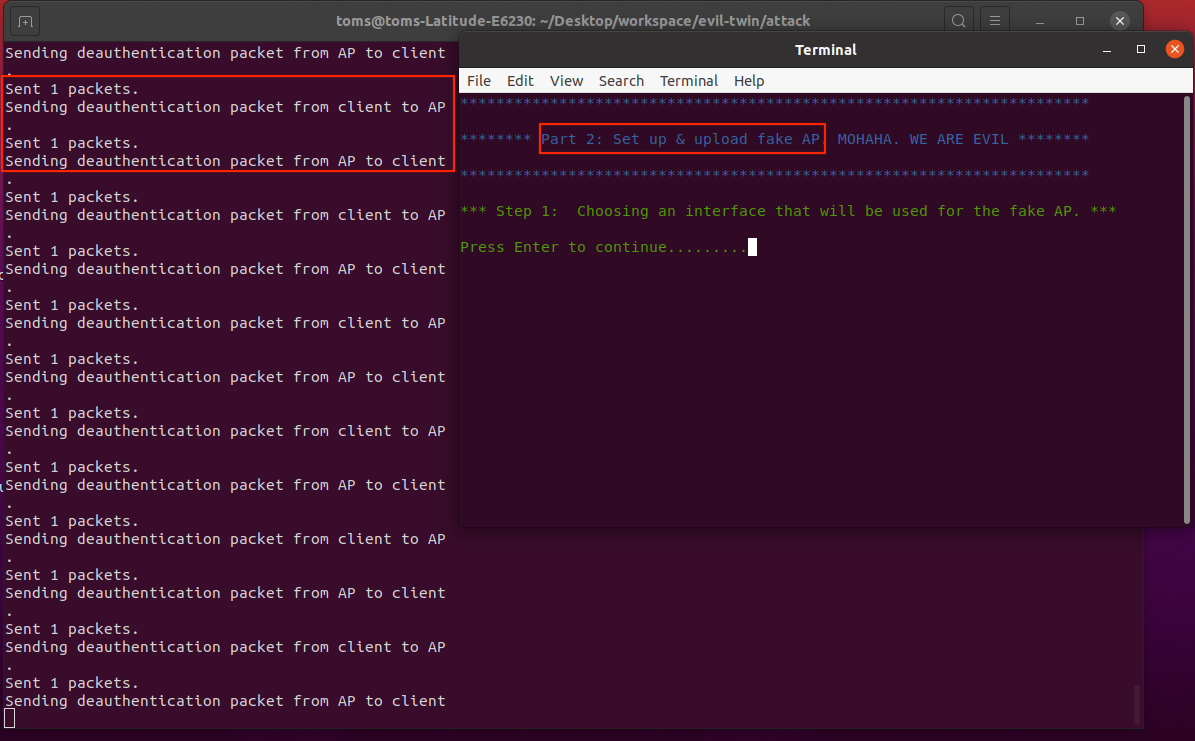 toms@toms-Latitude-E6230: ~/Desktop/workspace/evil-twin/attack
Sending deauthentication packet from AP to client
.
Sent 1 packets.
Sending deauthentication packet from client to AP
.
Sent 1 packets.
Sending deauthentication packet from AP to client
.
Sent 1 packets.
Sending deauthentication packet from client to AP
.
Sent 1 packets.
Sending deauthentication packet from AP to client
.
Sent 1 packets.
Sending deauthentication packet from client to AP
.
Sent 1 packets.
Sending deauthentication packet from AP to client
.
Sent 1 packets.
Sending deauthentication packet from client to AP
.
Sent 1 packets.
Sending deauthentication packet from AP to client
.
Sent 1 packets.
Sending deauthentication packet from client to AP
.
Sent 1 packets.
Sending deauthentication packet from AP to client
.
Sent 1 packets.
Sending deauthentication packet from client to AP
.
Sent 1 packets.
Sending deauthentication packet from AP to client
Terminal
File Edit View Search Terminal Help
**********************************************************************
******** Part 2: Set up & upload fake AP. MOHAHA. WE ARE EVIL ********
**********************************************************************
*** Step 1:  Choosing an interface that will be used for the fake AP. ***
Press Enter to continue.........